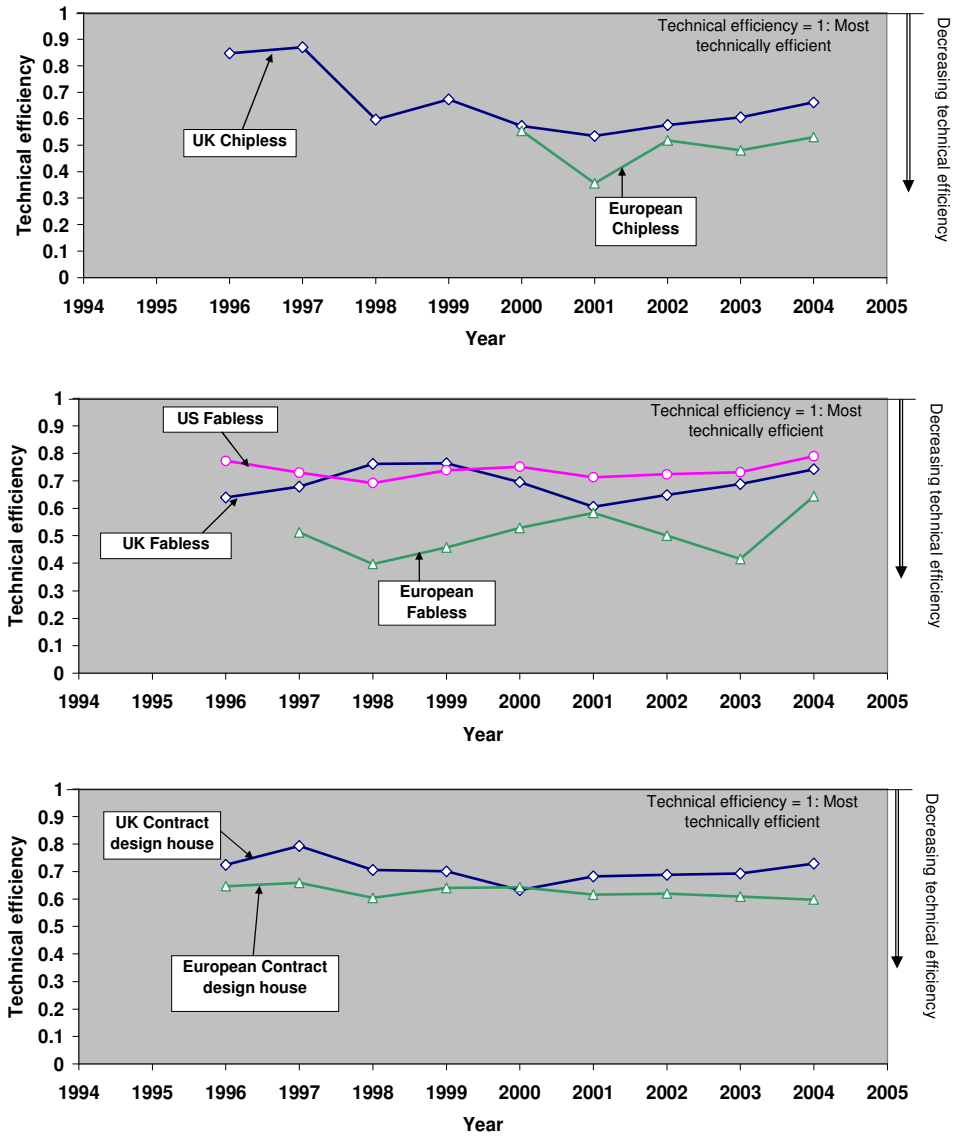 1
0.9
0.8
0.7
0.6
0.5
0.4
0.3
0.2
0.1
0
Technical efficiency
Technical efficiency = 1: Most
technically efficient
UK Chipless
European
Chipless
Decreasing technical efficiency
1994 1995 1996 1997 1998 1999 2000 2001 2002 2003 2004 2005
Year
1
0.9
0.8
0.7
0.6
0.5
0.4
0.3
0.2
0.1
0
Technical efficiency
US Fabless
Technical efficiency = 1: Most
technically efficient
UK Fabless
European
Fabless
Decreasing technical efficiency
1994 1995 1996 1997 1998 1999 2000 2001 2002 2003 2004 2005
Year
1
0.9
0.8
0.7
0.6
0.5
0.4
0.3
0.2
0.1
0
Technical efficiency
Technical efficiency = 1: Most
technically efficient
UK Contract
design house
European Contract
design house
Decreasing technical efficiency
1994 1995 1996 1997 1998 1999 2000 2001 2002 2003 2004 2005
Year